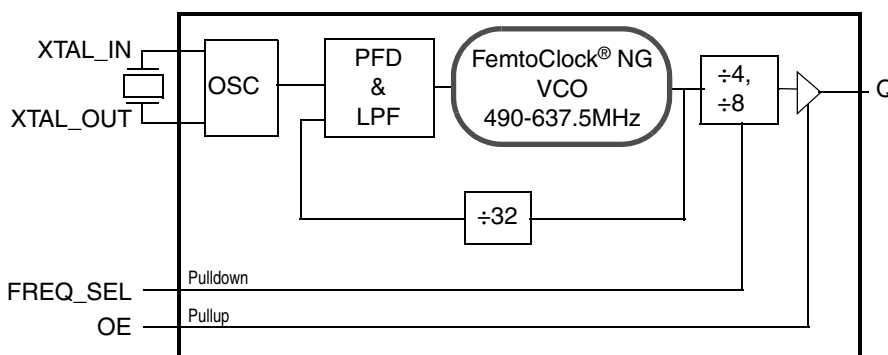 XTAL_IN
XTAL_OUT
OSC
PFD
&
LPF
FemtoClock® NG
VCO
490-637.5MHz
÷4,
÷8
Q
÷32
FREQ_SEL
Pulldown
OE
Pullup